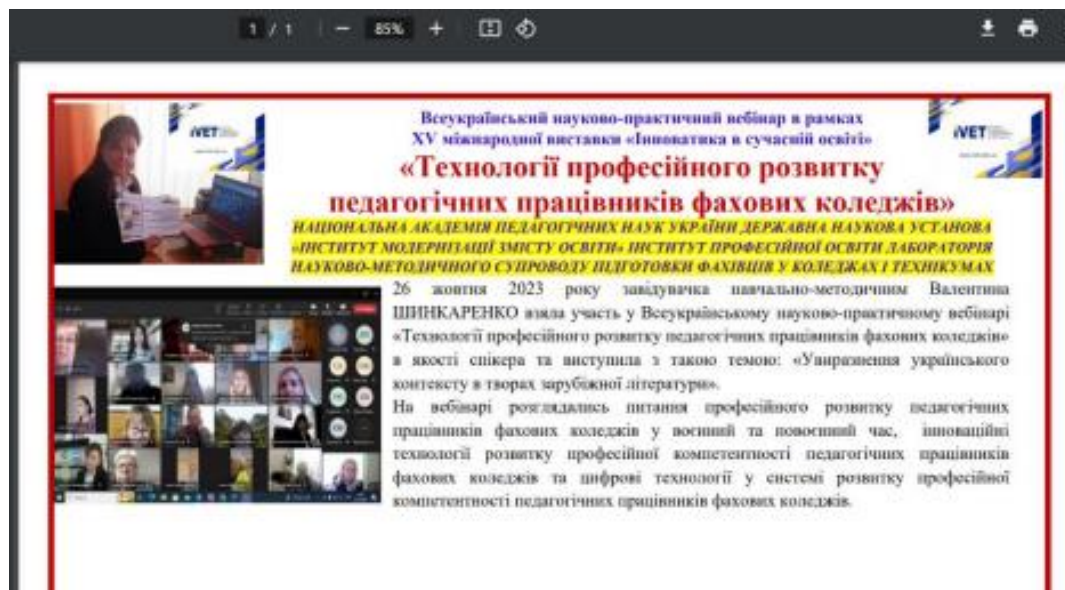 1 / 1
85%
iVET
Всеукраїнський науково-практичний вебінар в рамках
XV міжнародної виставки «Інноватика в сучасній освіті»
iVET
«Технології професійного розвитку
педагогічних працівників фахових коледжів»
НАЦІОНАЛЬНА АКАДЕМІЯ ПЕДАГОГІЧНИХ НАУК УКРАЇНИ ДЕРЖАВНА НАУКОВА УСТАНОВА
«ІНСТИТУТ МОДЕРНІЗАЦІЇ ЗМІСТУ ОСВІТИ» ІНСТИТУТ ПРОФЕСІЙНОЇ ОСВІТИ ЛАБОРАТОРІЯ
НАУКОВО-МЕТОДИЧНОГО СУПРОВОДУ ПІДГОТОВКИ ФАХІВЦІВ У КОЛЕДЖАХ І ТЕХНІКУМАХ
26 жовтня 2023 року завідувачка навчально-методичним Валентина
ШИНКАРЕНКО взяла участь у Всеукраїнському науково-практичному вебінарі
«Технології професійного розвитку педагогічних працівників фахових коледжів»
в якості спікера та виступила з такою темою: «Увиразнення українського
контексту в творах зарубіжної літератури».
На вебінарі розглядались питання професійного розвитку педагогічних
працівників фахових коледжів у воєнний та повоєнний час, інноваційні
технології розвитку професійної компетентності педагогічних працівників
фахових коледжів та цифрові технології у системі розвитку професійної
компетентності педагогічних працівників фахових коледжів.